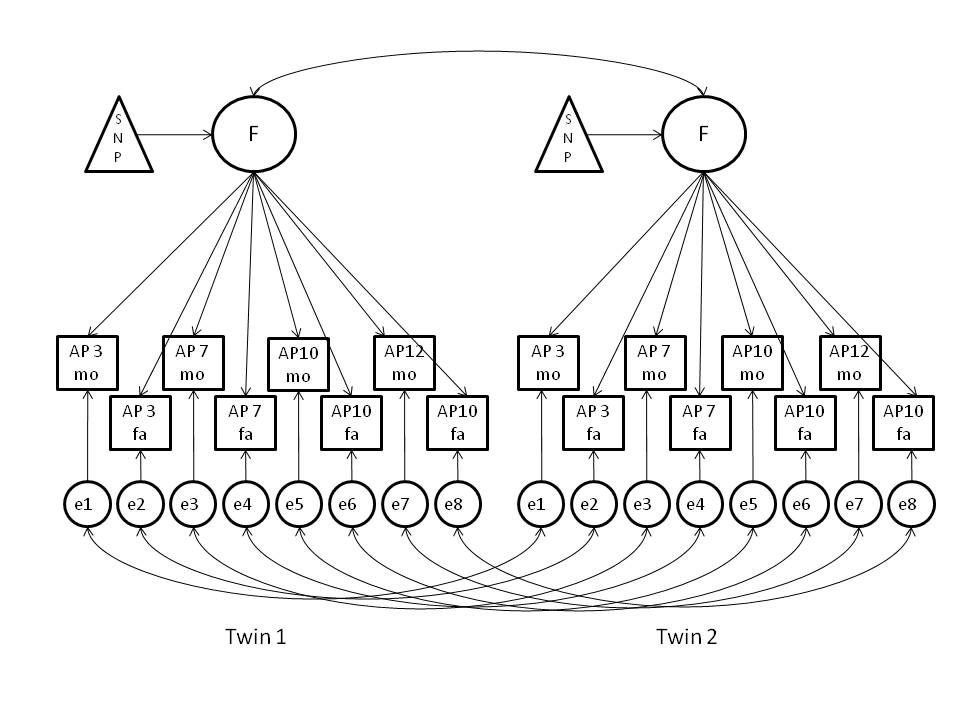 S
N
P
F
S
N
P
F
AP 3
mo
AP 7
mo
AP10
mo
AP12
mo
AP 3
mo
AP 7
mo
AP10
mo
AP12
mo
AP 3
fa
AP 7
fa
AP10
fa
AP10
fa
AP 3
fa
AP 7
fa
AP10
fa
AP10
fa
e1 e2 e3 e4 e5 e6 e7 e8
e1 e2 e3 e4 e5 e6 e7 e8
Twin 1
Twin 2